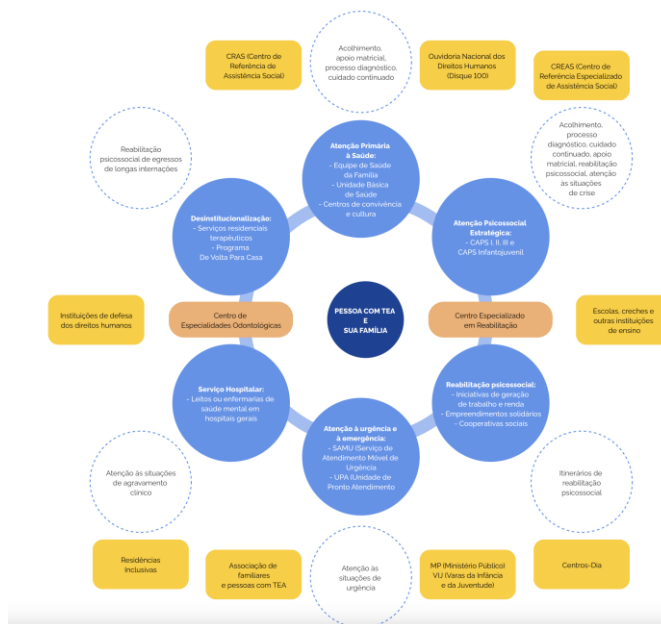 CRAS (Centro de
Referência de
Assistência Social)
Acolhimento,
apoio matricial,
processo diagnóstico,
cuidado continuado
Ouvidoria Nacional dos
Direitos Humanos
(Disque 100)
CREAS (Centro de
Referência Especializado
de Assistência Social)
Reabilitação
psicossocial de egressos
de longas internações
Atenção Primária
à Saúde:
- Equipe de Saúde
da Família
- Unidade Básica
de Saúde
- Centros de convivência
e cultura
Acolhimento,
processo
diagnóstico, cuidado
continuado, apoio
matricial, reabilitação
psicossocial, atenção
às situações
de crise
Desinstitucionalização:
- Serviços residenciais
terapêuticos
- Programa
De Volta Para Casa
Atenção Psicossocial
Estratégica:
- CAPS I, II, III e
CAPS Infantojuvenil
Instituições de defesa
dos direitos humanos
Centro de
Especialidades Odontológicas
PESSOA COM TEA
E
SUA FAMÍLIA
Centro Especializado
em Reabilitação
Escolas, creches e
outras instituições
de ensino
Serviço Hospitalar:
- Leitos ou enfermarias de
saúde mental em
hospitais gerais
Atenção à urgência e
à emergência:
- SAMU (Serviço de
Atendimento Móvel de
Urgência
- UPA (Unidade de
Pronto Atendimento
Reabilitação psicossocial:
- Iniciativas de geração
de trabalho e renda
- Empreendimentos solidários
- Cooperativas sociais
Atenção às situações
de agravamento
clínico
Itinerários de
reabilitação
psicossocial
Residências
Inclusivas
Associação de
familiares
e pessoas com TEA
Atenção às
situações de
urgência
MP (Ministério Público)
VIJ (Varas da Infância
e da Juventude)
Centros-Dia